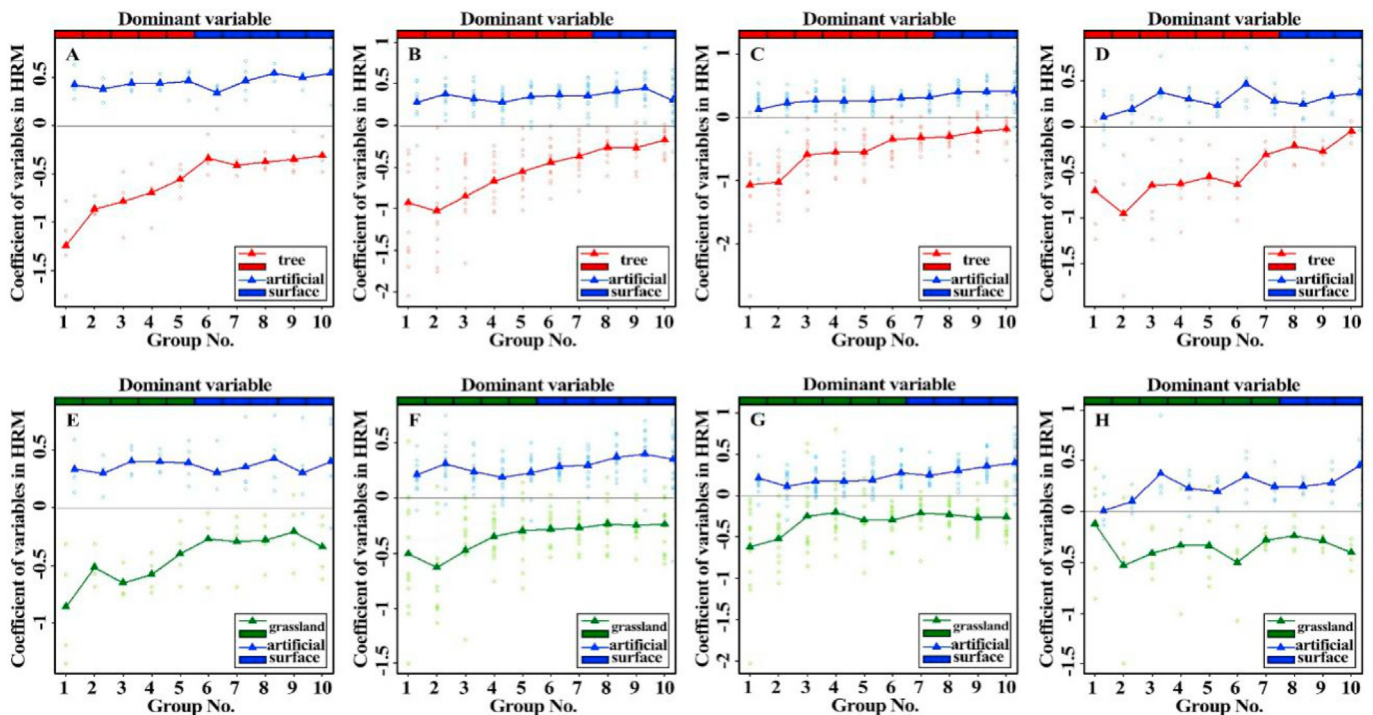 Dominant variable Dominant variable Dominant variable Dominant variable
A B C D
Coefficient of variables in HRM
0.5
0
-0.5
-1
-1.5
tree
artificial
surface
1 2 3 4 5 6 7 8 9 10
Group No.
Coefficient of variables in HRM
1
0.5
0
-0.5
-1
-1.5
-2
tree
artificial
surface
1 2 3 4 5 6 7 8 9 10
Group No.
Coefficient of variables in HRM
1
0
-1
-2
tree
artificial
surface
1 2 3 4 5 6 7 8 9 10
Group No.
Coefficient of variables in HRM
1
0.5
0
-0.5
-1
-1.5
tree
artificial
surface
1 2 3 4 5 6 7 8 9 10
Group No.
Dominant variable Dominant variable Dominant variable Dominant variable
E F G H
Coefficient of variables in HRM
0.5
0
-0.5
-1
grassland
artificial
surface
1 2 3 4 5 6 7 8 9 10
Group No.
Coefficient of variables in HRM
0.5
0
-0.5
-1
-1.5
grassland
artificial
surface
1 2 3 4 5 6 7 8 9 10
Group No.
Coefficient of variables in HRM
1
0.5
0
-0.5
-1
-1.5
-2
grassland
artificial
surface
1 2 3 4 5 6 7 8 9 10
Group No.
Coefficient of variables in HRM
1
0.5
0
-0.5
-1
-1.5
grassland
artificial
surface
1 2 3 4 5 6 7 8 9 10
Group No.